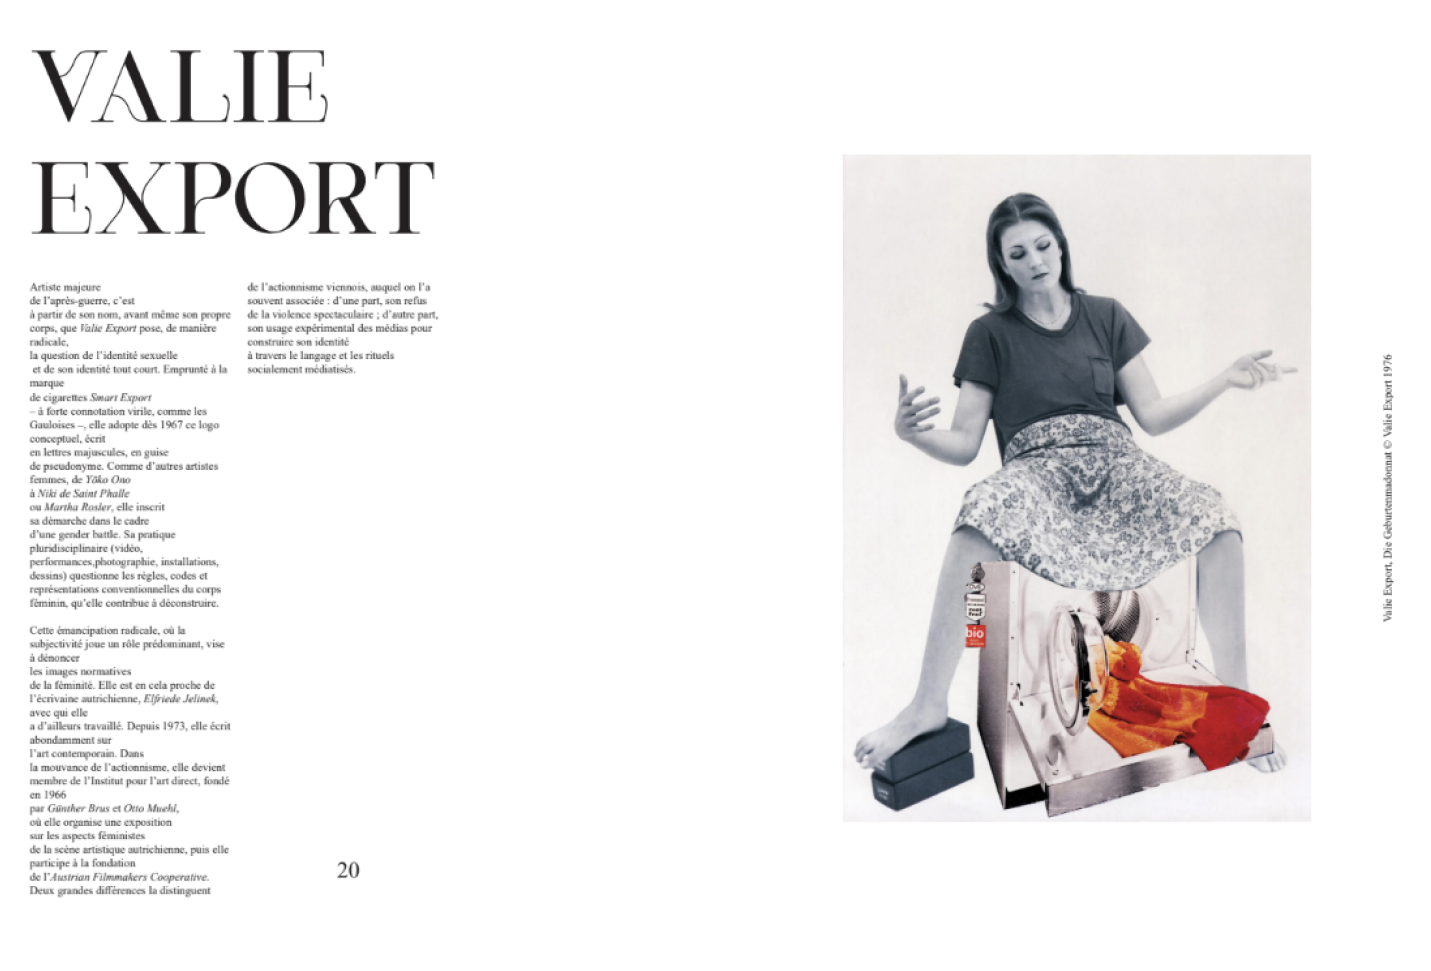 VALIE
EXPORT
Artiste majeure
de l'après-guerre, c'est
à partir de son nom, avant même son propre
corps, que Valie Export pose, de manière
radicale,
la question de l'identité sexuelle
et de son identité tout court. Emprunté à la
marque
de cigarettes Smart Export
– à forte connotation virile, comme les
Gauloises –, elle adopte dès 1967 ce logo
conceptuel, écrit
en lettres majuscules, en guise
de pseudonyme. Comme d'autres artistes
femmes, de Yōko Ono
à Niki de Saint Phalle
ou Martha Rosler, elle inscrit
sa démarche dans le cadre
d'une gender battle. Sa pratique
pluridisciplinaire (vidéo,
performances,photographie, installations,
dessins) questionne les règles, codes et
représentations conventionnelles du corps
féminin, qu'elle contribue à déconstruire.
Cette émancipation radicale, où la
subjectivité joue un rôle prédominant, vise
à dénoncer
les images normatives
de la féminité. Elle est en cela proche de
l'écrivaine autrichienne, Elfriede Jelinek,
avec qui elle
a d'ailleurs travaillé. Depuis 1973, elle écrit
abondamment sur
l'art contemporain. Dans
la mouvance de l'actionnisme, elle devient
membre de l'Institut pour l'art direct, fondé
en 1966
par Günther Brus et Otto Muehl,
où elle organise une exposition
sur les aspects féministes
de la scène artistique autrichienne, puis elle
participe à la fondation
de l'Austrian Filmmakers Cooperative.
Deux grandes différences la distinguent
de l'actionnisme viennois, auquel on l'a
souvent associée : d'une part, son refus
de la violence spectaculaire ; d'autre part,
son usage expérimental des médias pour
construire son identité
à travers le langage et les rituels
socialement médiatisés.
20
bio
Valie Export, Die Geburtenmadonnat © Valie Export 1976